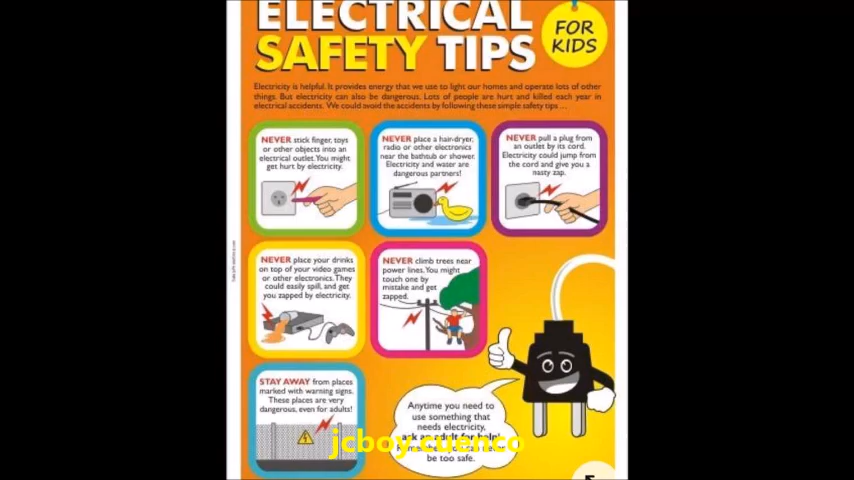 ELECTRICAL
SAFETY TIPS
FOR
KIDS
Electricity is helpful. It provides energy that we use to light our homes and operate lots of other
things. But electricity can also be dangerous. Lots of people are hurt and killed each year in
electrical accidents. We could avoid the accidents by following these simple safety tips ...
NEVER stick finger, toys
or other objects into an
electrical outlet. You might
get hurt by electricity.
NEVER place a hair-dryer,
radio or other electronics
near the bathtub or shower.
Electricity and water are
dangerous partners!
NEVER pull a plug from
an outlet by its cord.
Electricity could jump from
the cord and give you a
nasty zap.
NEVER place your drinks
on top of your video games
or other electronics. They
could easily spill, and get
you zapped by electricity.
NEVER climb trees near
power lines. You might
touch one by
mistake and get
zapped.
STAY AWAY from places
marked with warning signs.
These places are very
dangerous, even for adults!
Anytime you need to
use something that
needs electricity,
ask an adult for help!
be too safe.
jcboy.cuenco